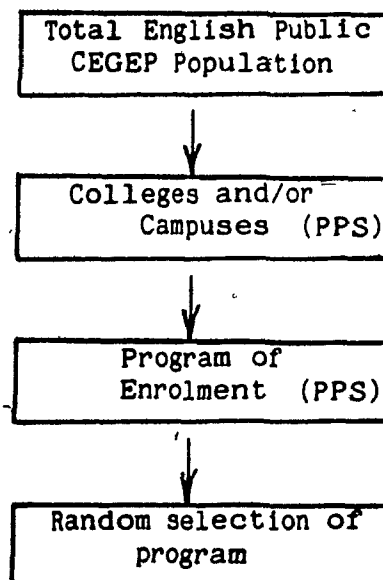 Total English Public
CEGEP Population
Colleges and/or
Campuses (PPS)
Program of
Enrolment (PPS)
Random selection of
program